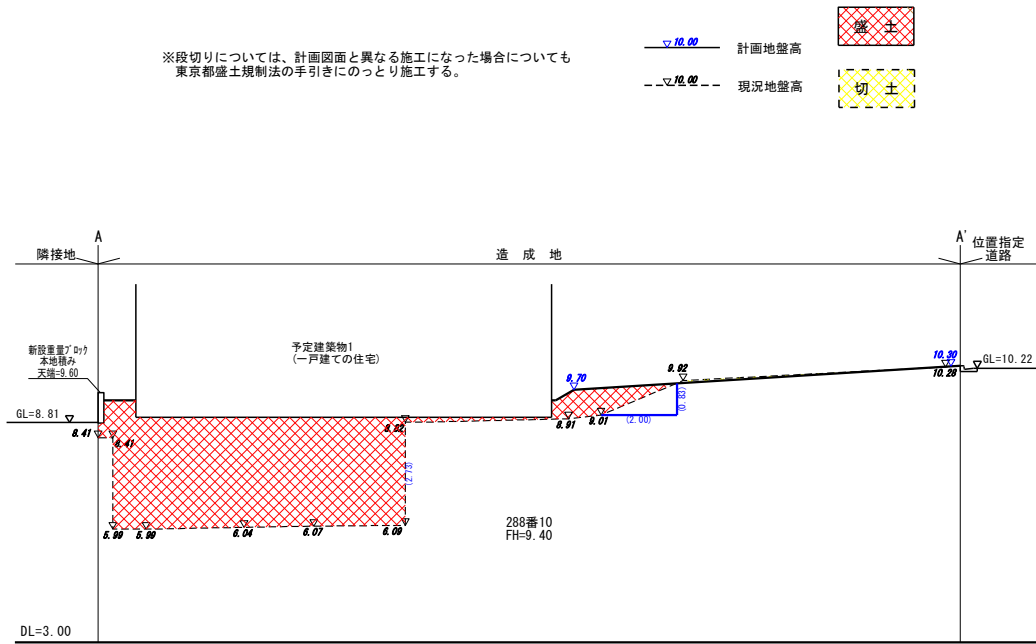 ※段切りについては、計画図面と異なる施工になった場合についても
東京都盛土規制法の手引きにのっとり施工する。
10.00
計画地盤高
10.00
現況地盤高
盛 土
切 土
A
A'
隣接地
造 成 地
位置指定
道路
新設重量ブロック
本地積み
天端=9.60
予定建築物1
(一戸建ての住宅)
GL=8.81
8.41
8.41
(2.73)
8.91
9.01
9.70
9.92
(0.83)
(2.00)
10.30
10.28
GL=10.22
5.99
5.99
6.04
6.07
6.09
288番10
FH=9.40
DL=3.00